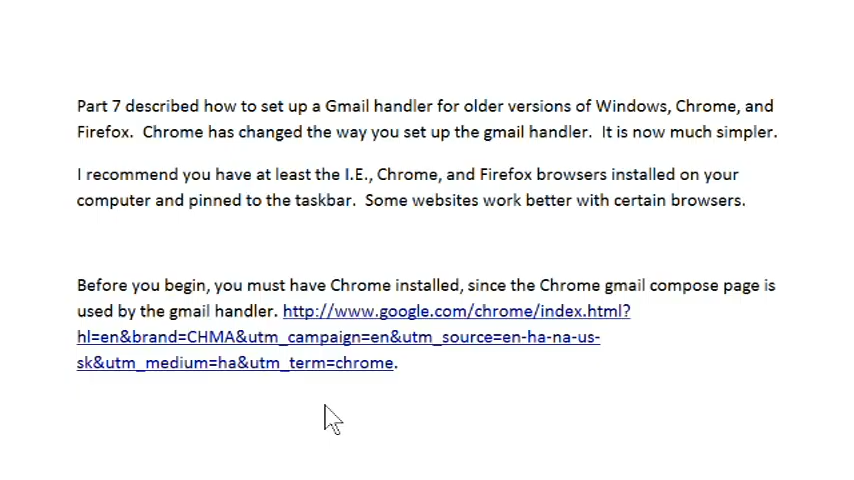 Part 7 described how to set up a Gmail handler for older versions of Windows, Chrome, and
Firefox.  Chrome has changed the way you set up the gmail handler.  It is now much simpler.
I recommend you have at least the I.E., Chrome, and Firefox browsers installed on your
computer and pinned to the taskbar.  Some websites work better with certain browsers.
Before you begin, you must have Chrome installed, since the Chrome gmail compose page is
used by the gmail handler. http://www.google.com/chrome/index.html?
hl=en&brand=CHMA&utm_campaign=en&utm_source=en-ha-na-us-
sk&utm_medium=ha&utm_term=chrome.